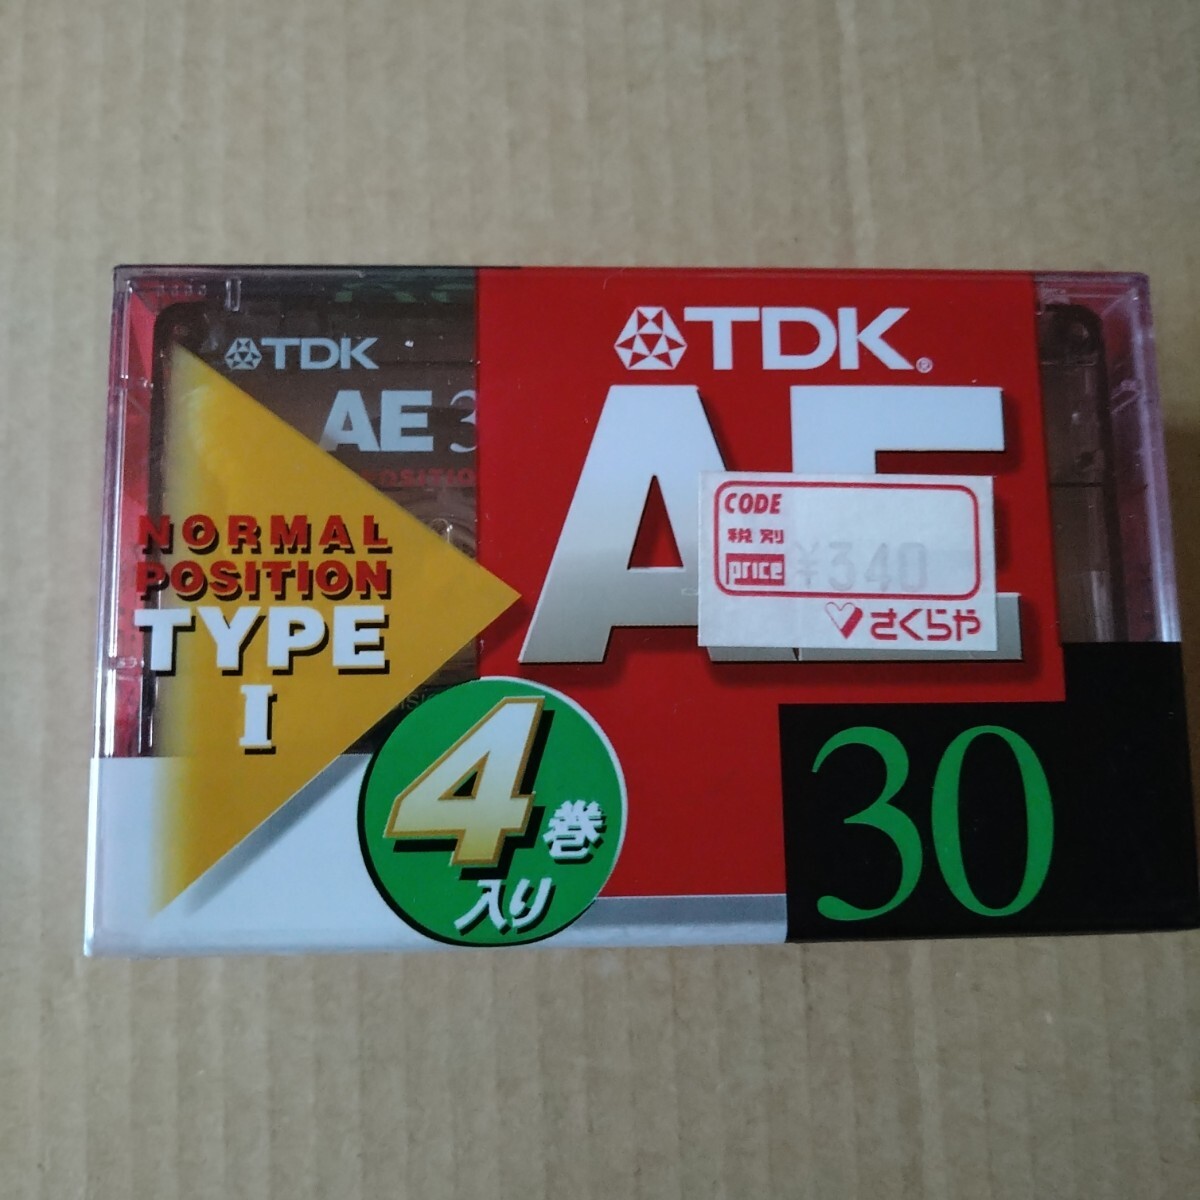 TDK
AE 3
POSITIO
NORMAL
POSITION
TYPE
I
4巻
入り
TDK®
AE
CODE
税別
price ¥340
さくらや
30